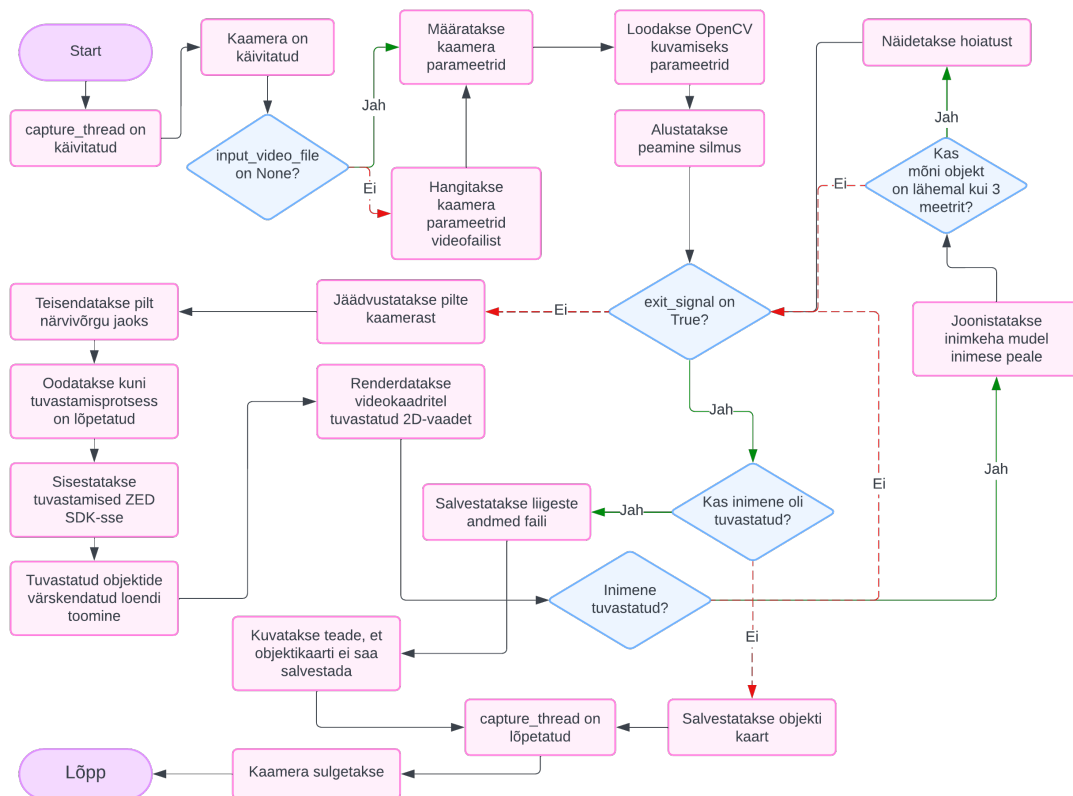 Start
capture_thread on
käivitatud
Kaamera on
käivitatud
input_video_file
on None?
Jah
Ei
Määratakse
kaamera
parameetrid
Hangitakse
kaamera
parameetrid
videofailist
Loodakse OpenCV
kuvamiseks
parameetrid
Alustatakse
peamine silmus
exit_signal on
True?
Ei
Jah
Jäädvustatakse pilte
kaamerast
Teisendatakse pilt
närvivõrgu jaoks
Oodatakse kuni
tuvastamisprotsess
on lõpetatud
Sisestatakse
tuvastamised ZED
SDK-sse
Tuvastatud objektide
värskendatud loendi
toomine
Renderdatakse
videokaadritel
tuvastatud 2D-vaadet
Inimene
tuvastatud?
Ei
Jah
Joonistatakse
inimkeha mudel
inimese peale
Kas
mõni objekt
on lähemal kui 3
meetrit?
Ei
Jah
Näidetakse hoiatust
Kas inimene oli
tuvastatud?
Jah
Ei
Salvestatakse liigeste
andmed faili
Kuvatakse teade, et
objektikaarti ei saa
salvestada
Salvestatakse objekti
kaart
capture_thread on
lõpetatud
Kaamera sulgetakse
Lõpp